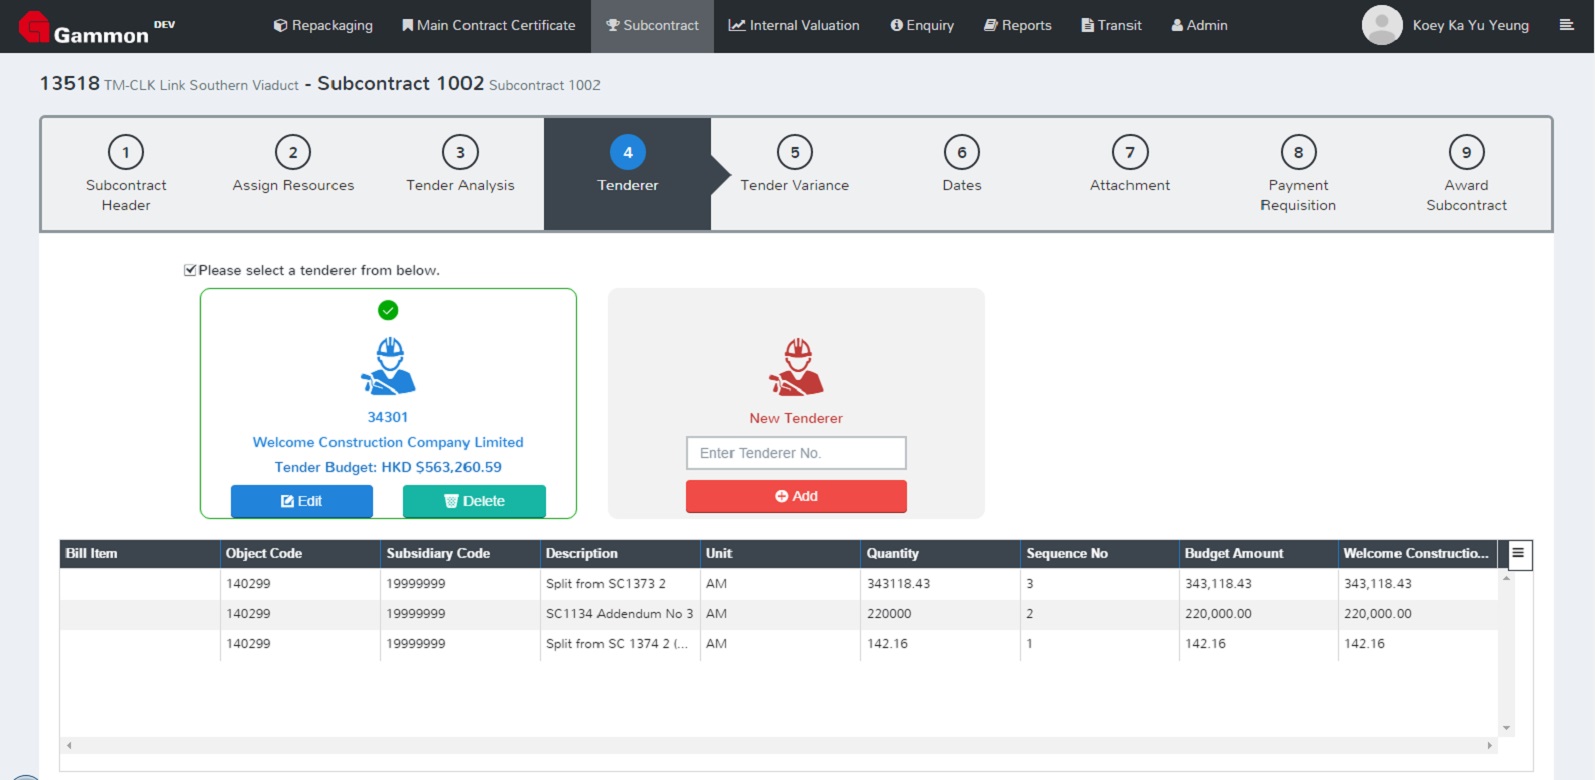 Gammon DEV
Repackaging Main Contract Certificate Subcontract Internal Valuation Enquiry Reports Transit Admin Koey Ka Yu Yeung
13518 TM-CLK Link Southern Viaduct - Subcontract 1002 Subcontract 1002
1 2 3 4 5 6 7 8 9
Subcontract Header
Assign Resources
Tender Analysis
Tenderer
Tender Variance
Dates
Attachment
Payment Requisition
Award Subcontract
Please select a tenderer from below.
34301
Welcome Construction Company Limited
Tender Budget: HKD $563,260.59
Edit Delete
New Tenderer
Enter Tenderer No.
Add
Bill Item Object Code Subsidiary Code Description Unit Quantity Sequence No Budget Amount Welcome Constructio...
140299 19999999 Split from SC1373 2 AM 343118.43 3 343,118.43 343,118.43
140299 19999999 SC1134 Addendum No 3 AM 220000 2 220,000.00 220,000.00
140299 19999999 Split from SC 1374 2 (... AM 142.16 1 142.16 142.16